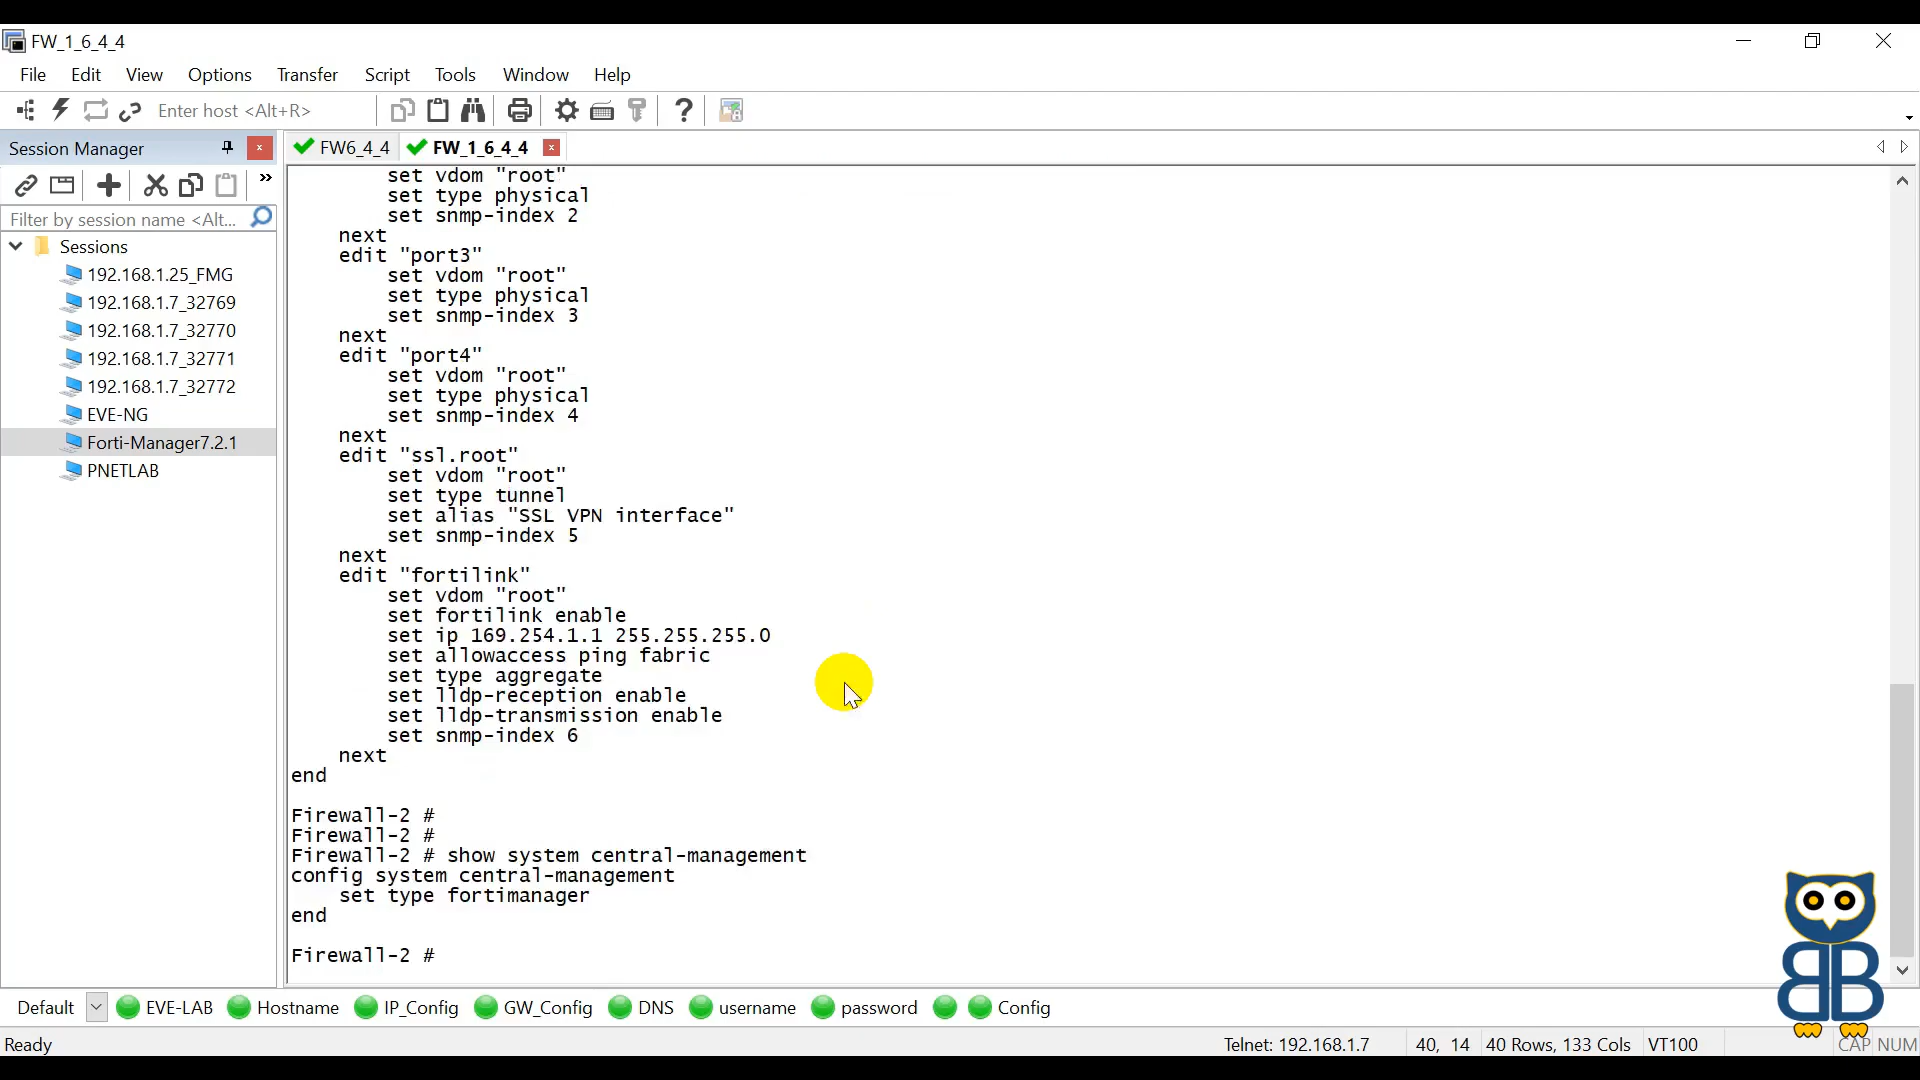 FW_1_6_4_4
File Edit View Options Transfer Script Tools Window Help
Enter host <Alt+R>
Session Manager
FW6_4_4 FW_1_6_4_4
Filter by session name <Alt...
Sessions
192.168.1.25_FMG
192.168.1.7_32769
192.168.1.7_32770
192.168.1.7_32771
192.168.1.7_32772
EVE-NG
Forti-Manager7.2.1
PNETLAB
set vdom "root"
set type physical
set snmp-index 2
next
edit "port3"
set vdom "root"
set type physical
set snmp-index 3
next
edit "port4"
set vdom "root"
set type physical
set snmp-index 4
next
edit "ssl.root"
set vdom "root"
set type tunnel
set alias "SSL VPN interface"
set snmp-index 5
next
edit "fortilink"
set vdom "root"
set fortilink enable
set ip 169.254.1.1 255.255.255.0
set allowaccess ping fabric
set type aggregate
set lldp-reception enable
set lldp-transmission enable
set snmp-index 6
next
end
Firewall-2 #
Firewall-2 #
Firewall-2 # show system central-management
config system central-management
set type fortimanager
end
Firewall-2 #
Default EVE-LAB Hostname IP_Config GW_Config DNS username password Config
Ready Telnet: 192.168.1.7 40, 14 40 Rows, 133 Cols VT100 CAP NUM